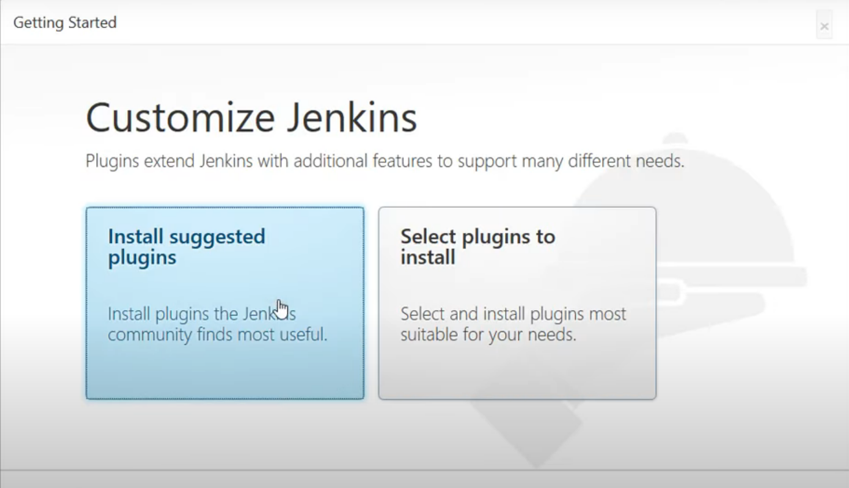 Getting Started
×
Customize Jenkins
Plugins extend Jenkins with additional features to support many different needs.
Install suggested
plugins
Install plugins the Jenkins
community finds most useful.
Select plugins to
install
Select and install plugins most
suitable for your needs.